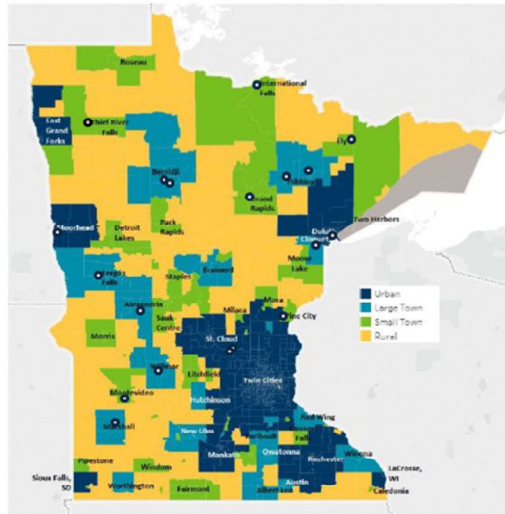 Roseau
International
Falls
East
Grand
Forks
Thief River
Falls
Ely
Bemidji
Hibbing
Grand
Rapids
Two Harbors
Moorhead
Detroit
Lakes
Park
Rapids
Duluth
Cloquet
Moose
Lake
Fergus
Falls
Staples
Brainerd
Urban
Large Town
Small Town
Rural
Alexandria
Mora
Milaca
Pine City
Sauk
Centre
Morris
St. Cloud
Willmar
Litchfield
Twin Cities
Montevideo
Hutchinson
Marshall
Red Wing
New Ulm
Faribault
Falls
Mankato
Owatonna
Rochester
Winona
LaCrosse,
WI
Pipestone
Sioux Falls,
SD
Windom
Worthington
Fairmont
Albert Lea
Austin
Caledonia